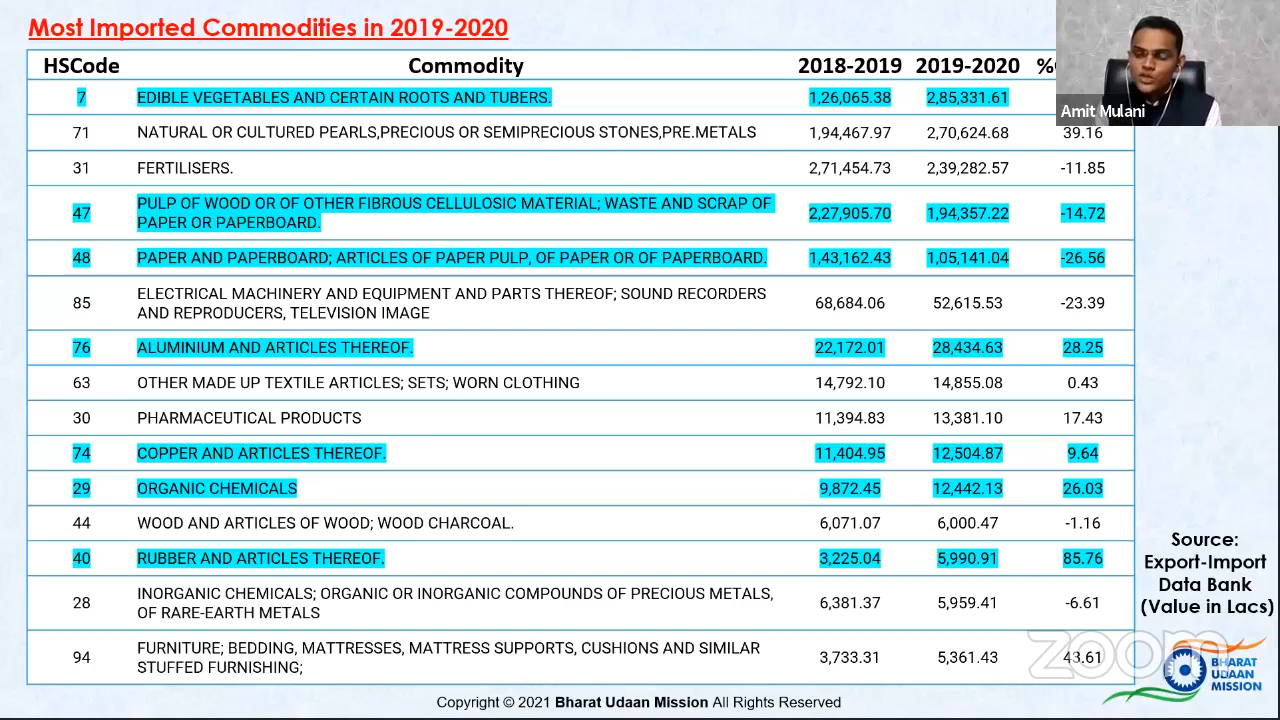 Most Imported Commodities in 2019-2020
HSCode Commodity 2018-2019 2019-2020
7 EDIBLE VEGETABLES AND CERTAIN ROOTS AND TUBERS. 1,26,065.38 2,85,331.61
71 NATURAL OR CULTURED PEARLS,PRECIOUS OR SEMIPRECIOUS STONES,PRE.METALS 1,94,467.97 2,70,624.68 39.16
31 FERTILISERS. 2,71,454.73 2,39,282.57 -11.85
47 PULP OF WOOD OR OF OTHER FIBROUS CELLULOSIC MATERIAL; WASTE AND SCRAP OF
PAPER OR PAPERBOARD. 2,27,905.70 1,94,357.22 -14.72
48 PAPER AND PAPERBOARD; ARTICLES OF PAPER PULP, OF PAPER OR OF PAPERBOARD. 1,43,162.43 1,05,141.04 -26.56
85 ELECTRICAL MACHINERY AND EQUIPMENT AND PARTS THEREOF; SOUND RECORDERS
AND REPRODUCERS, TELEVISION IMAGE 68,684.06 52,615.53 -23.39
76 ALUMINIUM AND ARTICLES THEREOF. 22,172.01 28,434.63 28.25
63 OTHER MADE UP TEXTILE ARTICLES; SETS; WORN CLOTHING 14,792.10 14,855.08 0.43
30 PHARMACEUTICAL PRODUCTS 11,394.83 13,381.10 17.43
74 COPPER AND ARTICLES THEREOF. 11,404.95 12,504.87 9.64
29 ORGANIC CHEMICALS 9,872.45 12,442.13 26.03
44 WOOD AND ARTICLES OF WOOD; WOOD CHARCOAL. 6,071.07 6,000.47 -1.16
40 RUBBER AND ARTICLES THEREOF. 3,225.04 5,990.91 85.76
28 INORGANIC CHEMICALS; ORGANIC OR INORGANIC COMPOUNDS OF PRECIOUS METALS,
OF RARE-EARTH METALS 6,381.37 5,959.41 -6.61
94 FURNITURE; BEDDING, MATTRESSES, MATTRESS SUPPORTS, CUSHIONS AND SIMILAR
STUFFED FURNISHING; 3,733.31 5,361.43 43.61
Amit Mulani
Source:
Export-Import
Data Bank
(Value in Lacs)
zoom
BHARAT
UDAAN
MISSION
Copyright © 2021 Bharat Udaan Mission All Rights Reserved